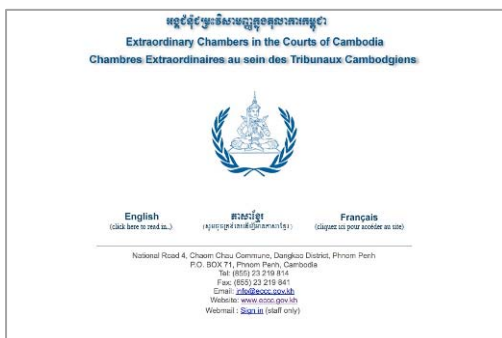 អង្គជំនុំជម្រះវិសាមញ្ញក្នុងតុលាការកម្ពុជា
Extraordinary Chambers in the Courts of Cambodia
Chambres Extraordinaires au sein des Tribunaux Cambodgiens
English
(click here to read in..)
ភាសាខ្មែរ
Français
(cliquez un pour accéder au site)
National Road 4, Chaom Chau Commune, Dangkao District, Phnom Penh
P.O. BOX 71, Phnom Penh, Cambodia
Tel: (855) 23 219 814
Fax: (855) 23 219 841
Email: info@eccc.gov.kh
Website: www.eccc.gov.kh
Webmail : Sign in (staff only)